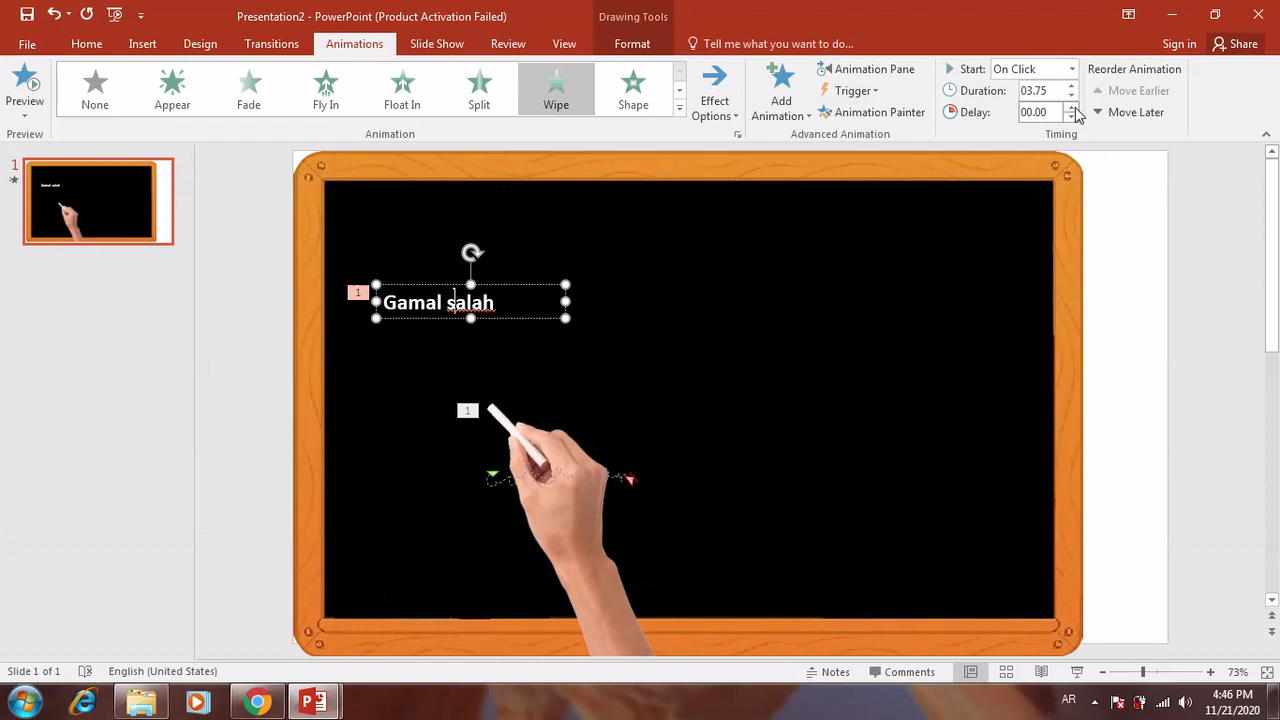 Presentation2 - PowerPoint (Product Activation Failed)
Drawing Tools
File
Home
Insert
Design
Transitions
Animations
Slide Show
Review
View
Format
Tell me what you want to do...
Sign in
Share
Preview
None
Appear
Fade
Fly In
Float In
Split
Wipe
Shape
Effect
Options
Add
Animation
Animation Pane
Trigger
Animation Painter
Start: On Click
Duration: 03.75
Delay: 00.00
Reorder Animation
Move Earlier
Move Later
Preview
Animation
Advanced Animation
Timing
1
Gamal salah
1
Gamal salah
1
Slide 1 of 1
English (United States)
Notes
Comments
73%
AR
4:46 PM
11/21/2020